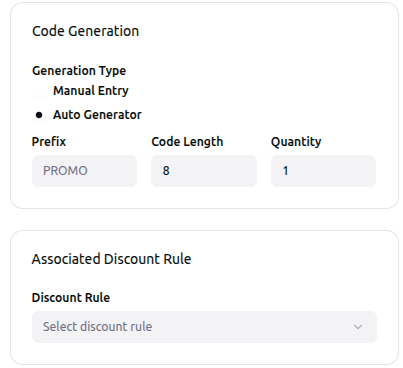 Code Generation
Generation Type
Manual Entry
Auto Generator
Prefix Code Length Quantity
PROMO 8 1
Associated Discount Rule
Discount Rule
Select discount rule